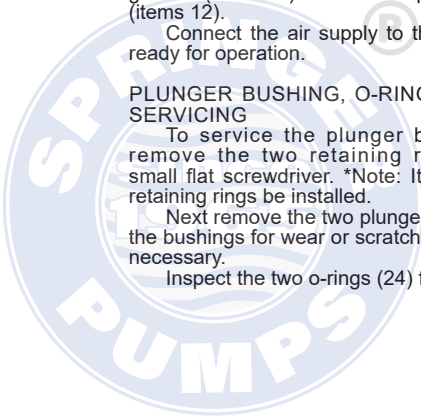 (items 12).
Connect the air supply to th
ready for operation.
PLUNGER BUSHING, O-RING
SERVICING
To service the plunger b
remove the two retaining r
small flat screwdriver. *Note: It
retaining rings be installed.
Next remove the two plunge
the bushings for wear or scratch
necessary.
Inspect the two o-rings (24) f
SPRINGE
PUMPS
®